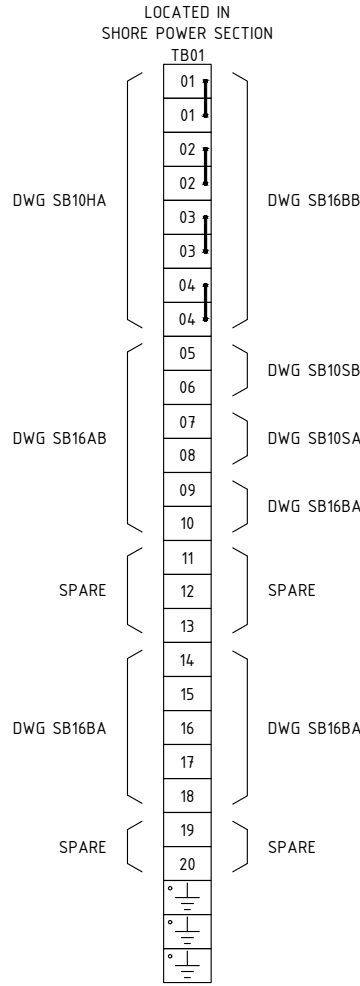 LOCATED IN
SHORE POWER SECTION
TB01
01
01
02
02
DWG SB10HA
DWG SB16BB
03
03
04
04
05
DWG SB10SB
06
07
DWG SB16AB
DWG SB10SA
08
09
DWG SB16BA
10
11
SPARE
12
SPARE
13
14
15
DWG SB16BA
16
DWG SB16BA
17
18
19
SPARE
SPARE
20